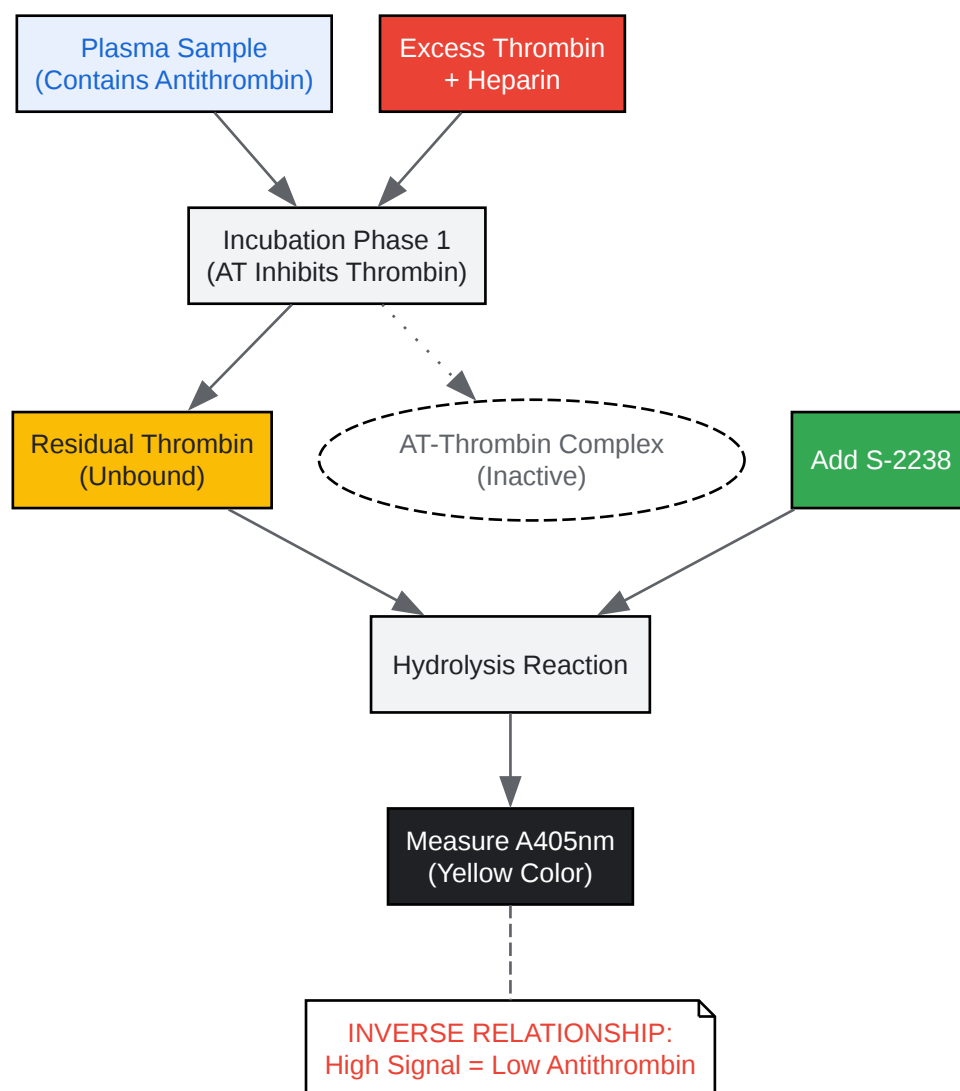 Plasma Sample
(Contains Antithrombin)
Excess Thrombin
+ Heparin
Incubation Phase 1
(AT Inhibits Thrombin)
Residual Thrombin
(Unbound)
AT-Thrombin Complex
(Inactive)
Add S-2238
Hydrolysis Reaction
Measure A405nm
(Yellow Color)
INVERSE RELATIONSHIP:
High Signal = Low Antithrombin